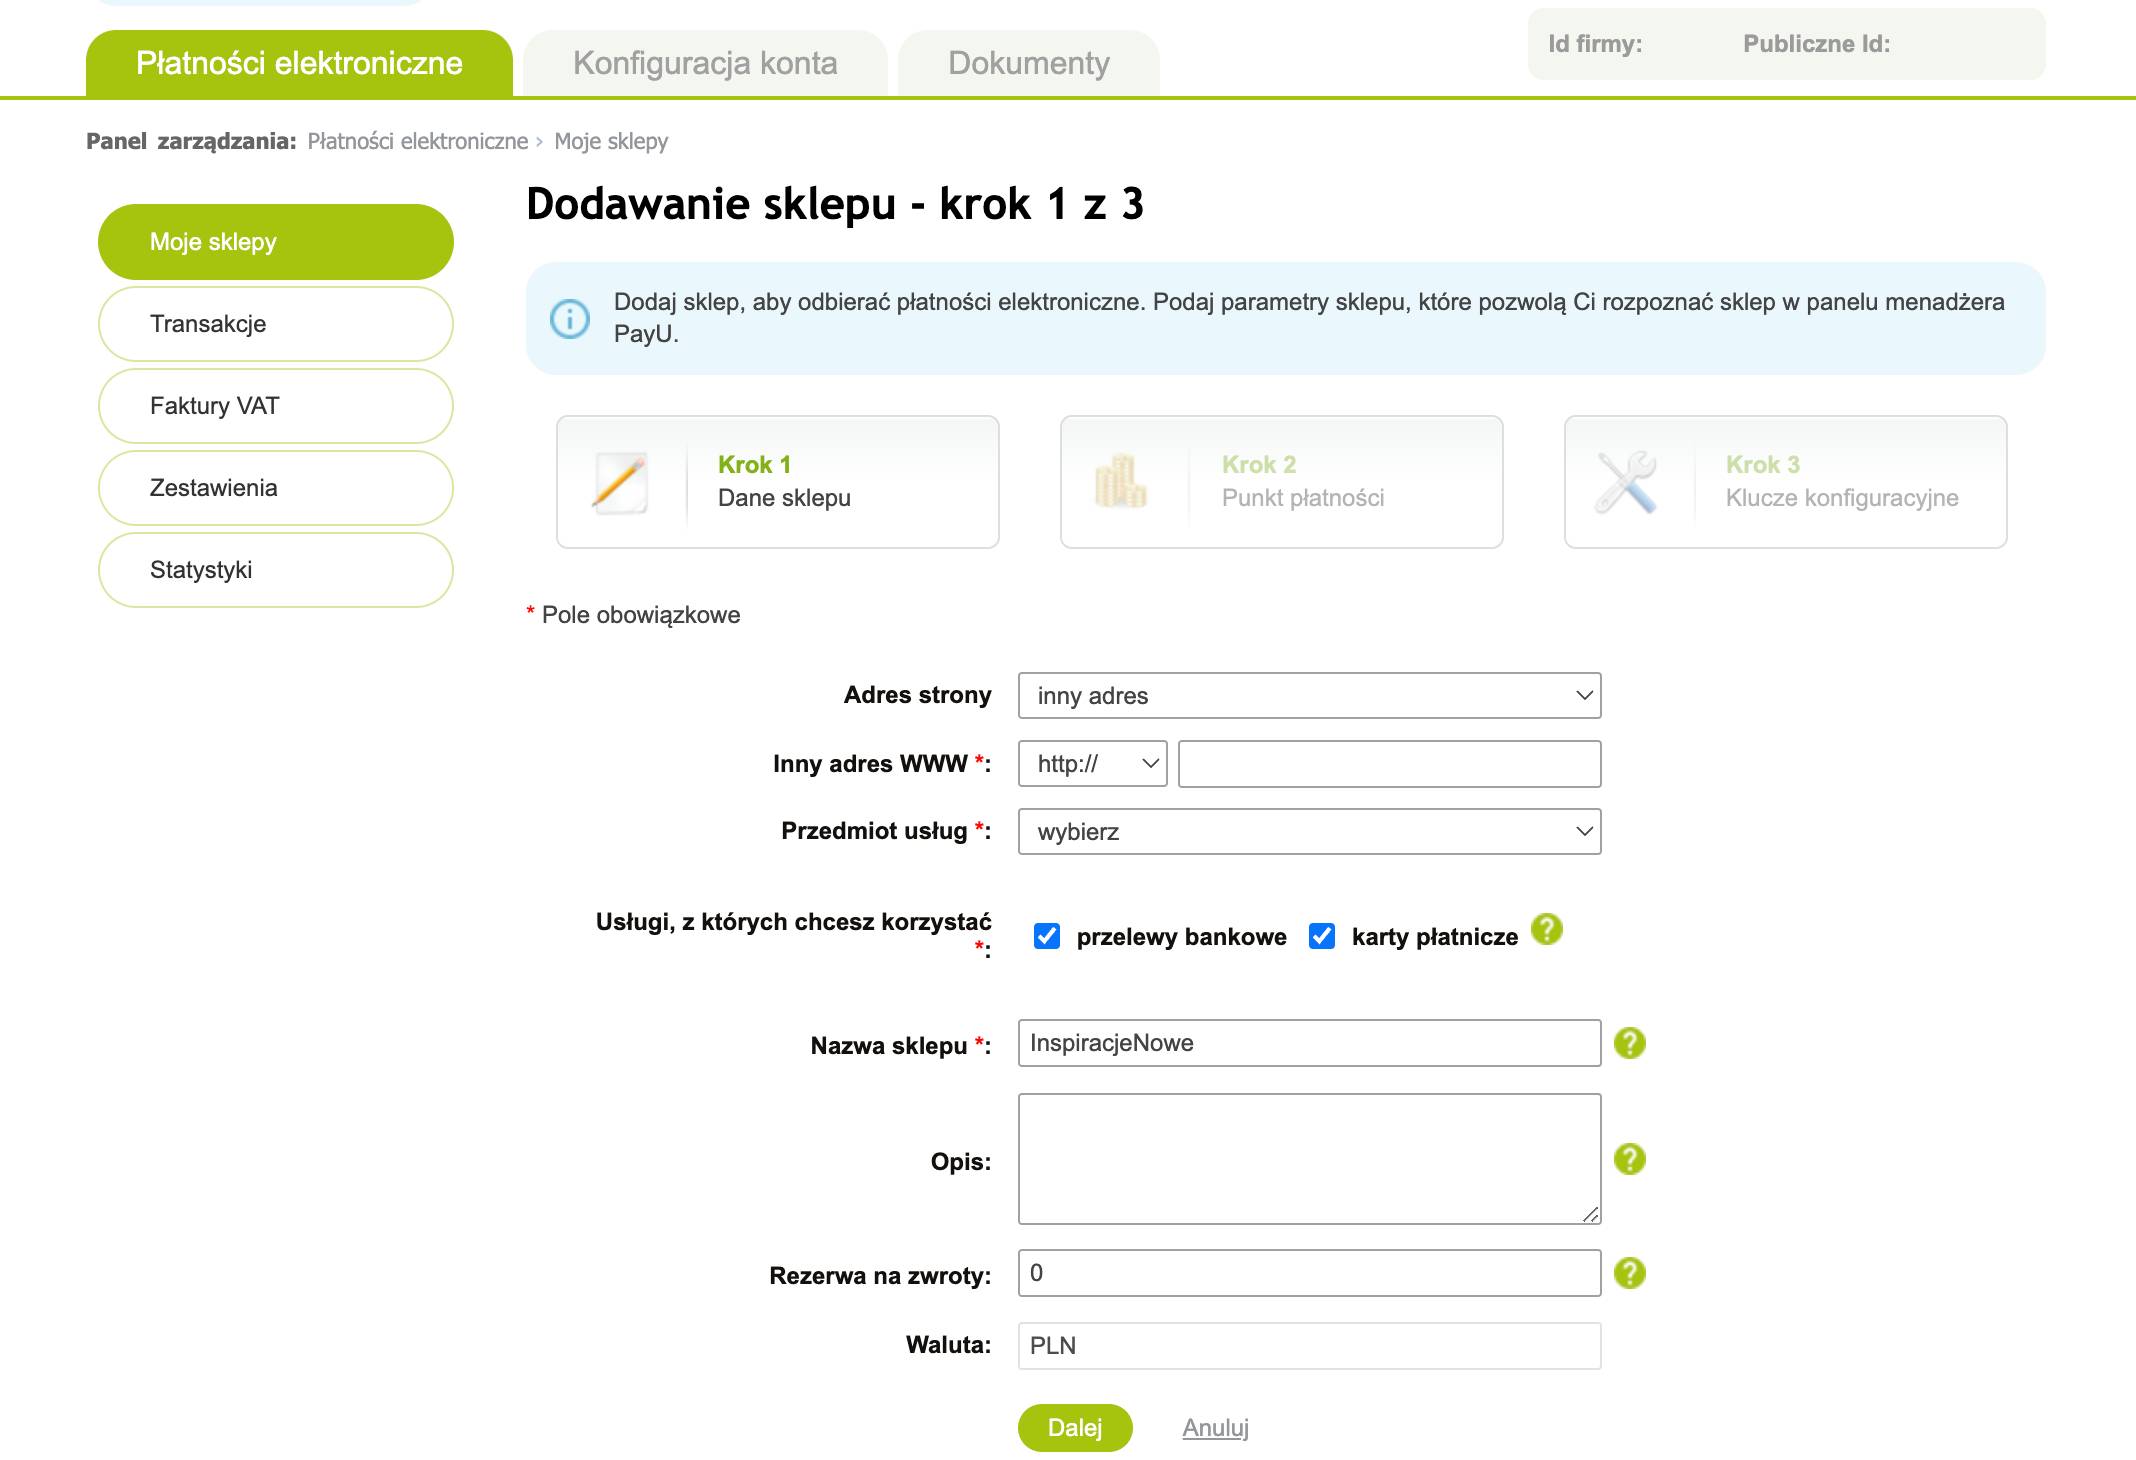 Płatności elektroniczne
Konfiguracja konta
Dokumenty
Id firmy:
Publiczne Id:
Panel zarządzania: Płatności elektroniczne › Moje sklepy
Moje sklepy
Transakcje
Faktury VAT
Zestawienia
Statystyki
Dodawanie sklepu - krok 1 z 3
Dodaj sklep, aby odbierać płatności elektroniczne. Podaj parametry sklepu, które pozwolą Ci rozpoznać sklep w panelu menadżera
PayU.
Krok 1
Dane sklepu
Krok 2
Punkt płatności
Krok 3
Klucze konfiguracyjne
* Pole obowiązkowe
Adres strony
inny adres
Inny adres WWW *:
http://
Przedmiot usług *:
wybierz
Usługi, z których chcesz korzystać
*:
przelewy bankowe
karty płatnicze
?
Nazwa sklepu *:
InspiracjeNowe
?
Opis:
?
Rezerwa na zwroty:
0
?
Waluta:
PLN
Dalej
Anuluj